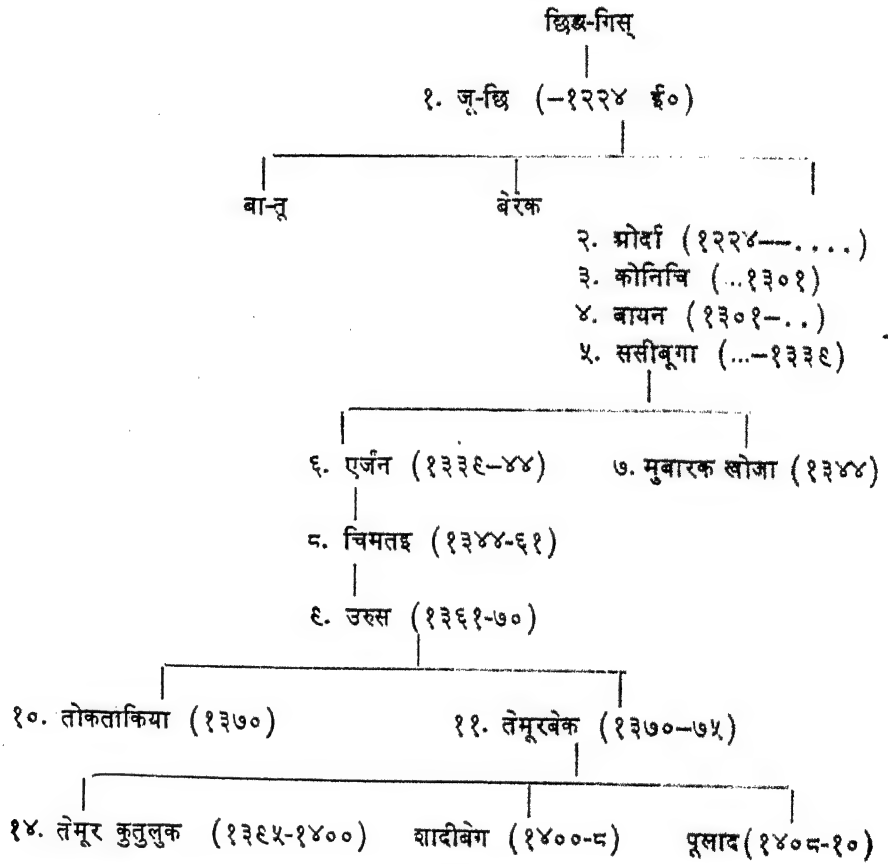 छिङ-गिस्
१. जू-छि (–१२२४ ई०)
बा-तू बेरेक
२. ओर्दा (१२२४––....)
३. कोनिचि (...१३०१)
४. बायन (१३०१–..)
५. ससीबूगा (...–१३३९)
६. एर्जन (१३३९–४४) ७. मुबारक खोजा (१३४४)
८. चिमतइ (१३४४-६१)
९. उरुस (१३६१-७०)
१०. तोकताकिया (१३७०) ११. तेमूरबेक (१३७०–७५)
१४. तेमूर कुतुलुक (१३९५-१४००) शादीबेग (१४००-८) पूलाद(१४०८-१०)